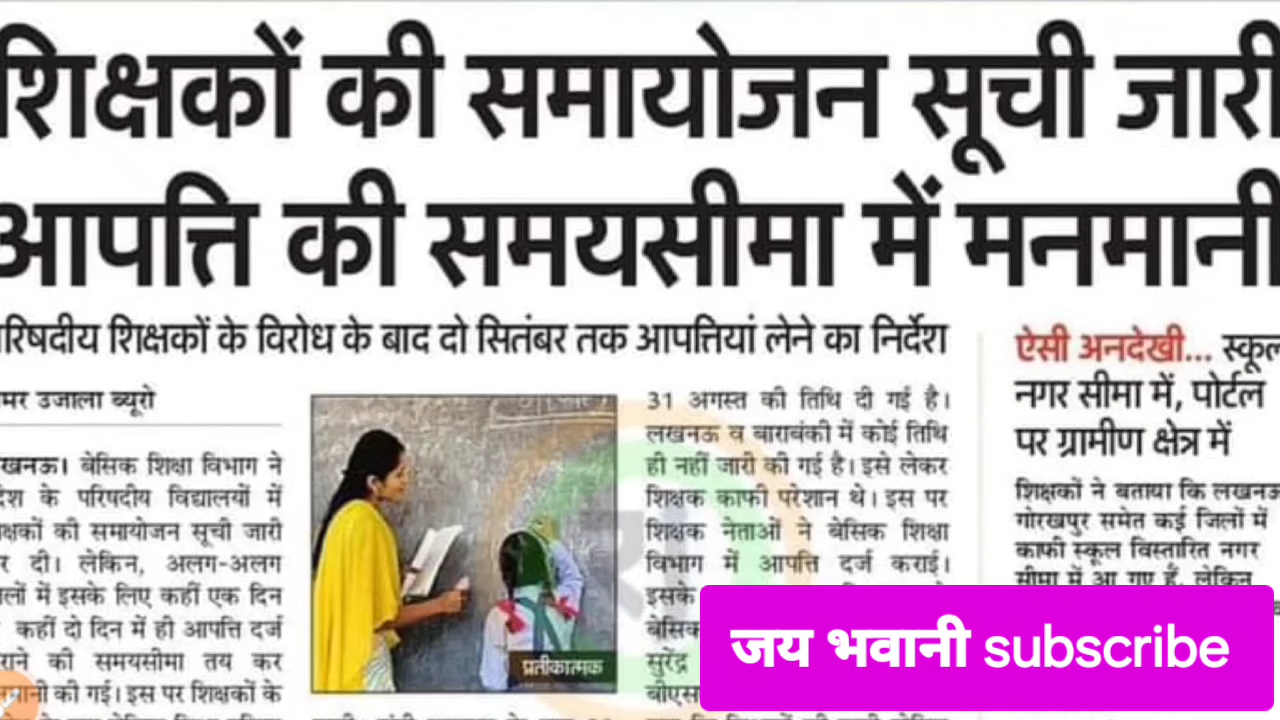 शिक्षकों की समायोजन सूची जारी
आपत्ति की समयसीमा में मनमानी
रिषदीय शिक्षकों के विरोध के बाद दो सितंबर तक आपत्तियां लेने का निर्देश
मर उजाला ब्यूरो
खनऊ। बेसिक शिक्षा विभाग ने
देश के परिषदीय विद्यालयों में
क्षकों की समायोजन सूची जारी
र दी। लेकिन, अलग-अलग
लों में इसके लिए कहीं एक दिन
कहीं दो दिन में ही आपत्ति दर्ज
राने की समयसीमा तय कर
मानी की गई। इस पर शिक्षकों के
प्रतीकात्मक
31 अगस्त की तिथि दी गई है।
लखनऊ व बाराबंकी में कोई तिथि
ही नहीं जारी की गई है। इसे लेकर
शिक्षक काफी परेशान थे। इस पर
शिक्षक नेताओं ने बेसिक शिक्षा
विभाग में आपत्ति दर्ज कराई।
इसके
बेसिक
सुरेंद्र
बीएस
ऐसी अनदेखी... स्कूल
नगर सीमा में, पोर्टल
पर ग्रामीण क्षेत्र में
शिक्षकों ने बताया कि लखनऊ
गोरखपुर समेत कई जिलों में
काफी स्कूल विस्तारित नगर
सीमा में आ गए हैं, लेकिन
जय भवानी subscribe